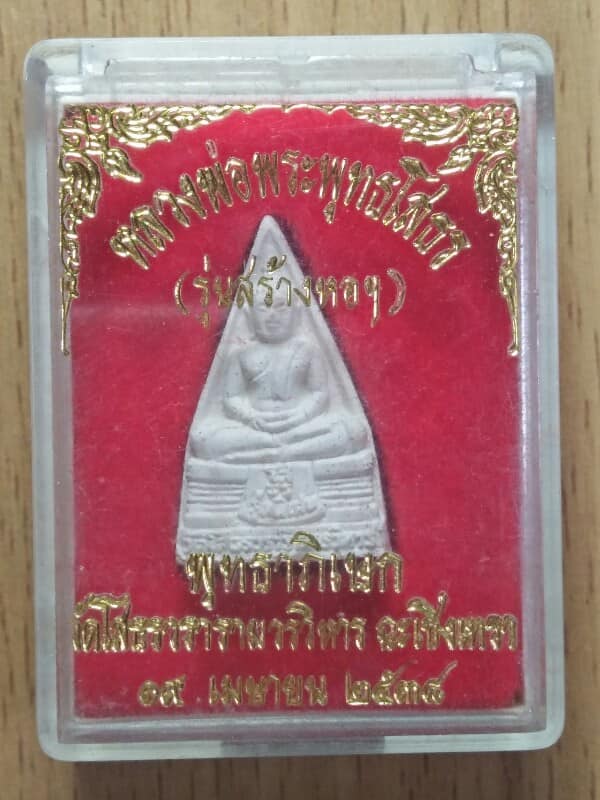 หลวงพ่อพระพุทธโสธร
(รุ่นสร้างหอฯ)
พุทธาภิเษก
วัดโสธรวรารามวรวิหาร ฉะเชิงเทรา
๑๙ เมษายน ๒๕๓๔